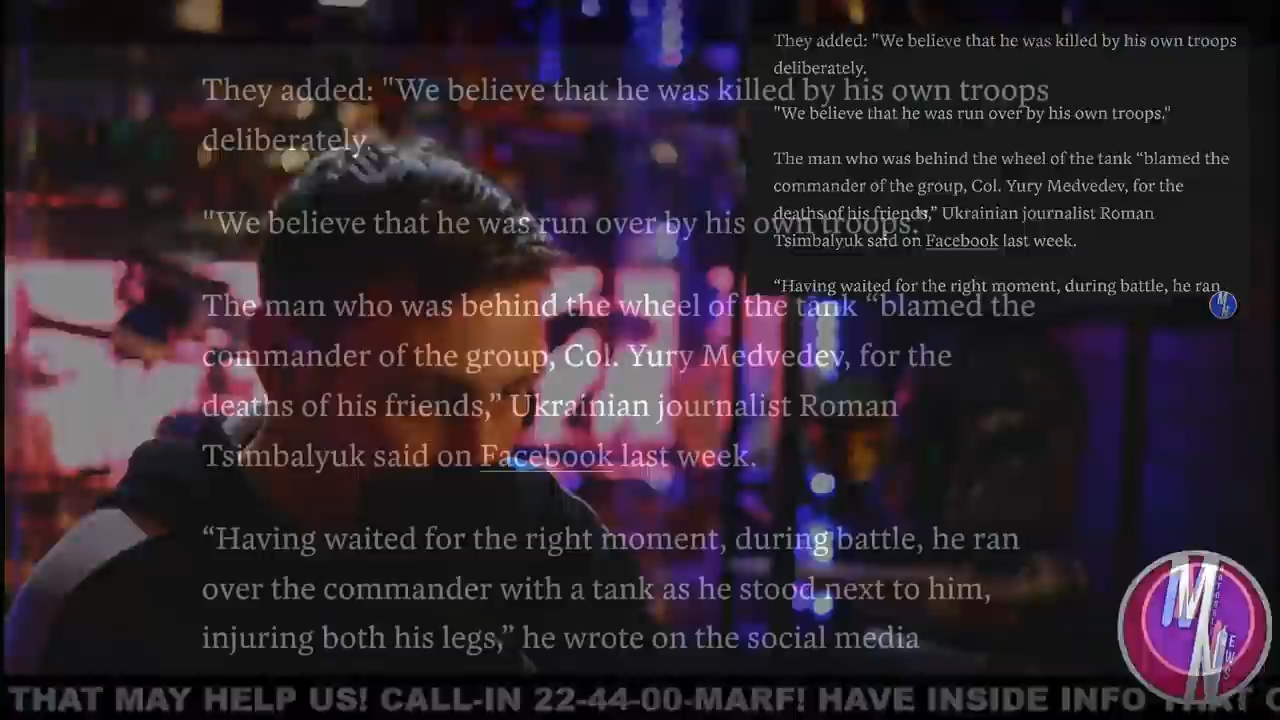 They added: "We believe that he was killed by his own troops
deliberately.
"We believe that he was run over by his own troops."
The man who was behind the wheel of the tank “blamed the
commander of the group, Col. Yury Medvedev, for the
deaths of his friends,” Ukrainian journalist Roman
Tsimbalyuk said on Facebook last week.
“Having waited for the right moment, during battle, he ran
over the commander with a tank as he stood next to him,
injuring both his legs,” he wrote on the social media
They added: "We believe that he was killed by his own troops
deliberately.
"We believe that he was run over by his own troops."
The man who was behind the wheel of the tank “blamed the
commander of the group, Col. Yury Medvedev, for the
deaths of his friends,” Ukrainian journalist Roman
Tsimbalyuk said on Facebook last week.
“Having waited for the right moment, during battle, he ran
THAT MAY HELP US! CALL-IN 22-44-00-MARF! HAVE INSIDE INFO THAT